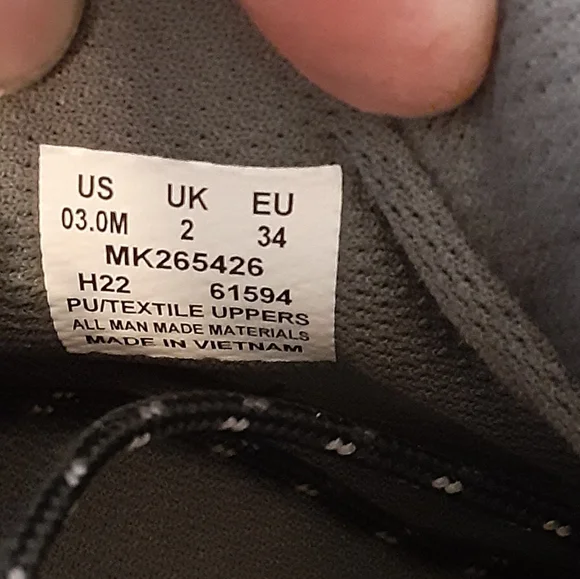 US UK EU
03.0M 2 34
MK265426
H22 61594
PU/TEXTILE UPPERS
ALL MAN MADE MATERIALS
MADE IN VIETNAM